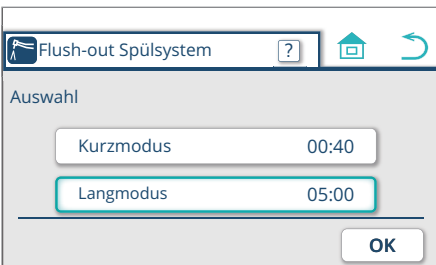 Flush-out Spülsystem ?
Auswahl
Kurzmodus 00:40
Langmodus 05:00
OK